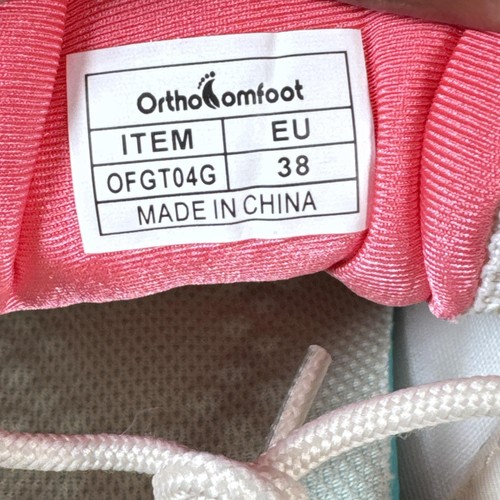 OrthoComfoot
ITEM EU
OFGT04G 38
MADE IN CHINA